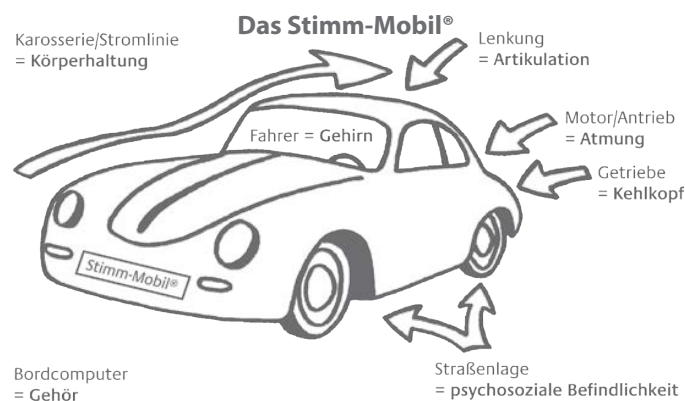 Das Stimm-Mobil®
Karosserie/Stromlinie
= Körperhaltung
Lenkung
= Artikulation
Fahrer = Gehirn
Motor/Antrieb
= Atmung
Getriebe
= Kehlkopf
Stimm-Mobil®
Straßenlage
= psychosoziale Befindlichkeit
Bordcomputer
= Gehör